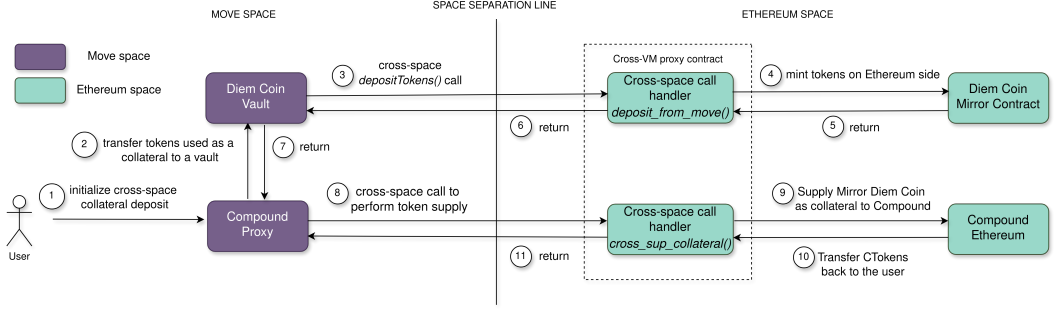 SPACE SEPARATION LINE
MOVE SPACE
ETHEREUM SPACE
Move space
Ethereum space
Cross-VM proxy contract
3
cross-space
depositTokens() call
4
mint tokens on Ethereum side
Diem Coin
Vault
Cross-space call
handler
deposit_from_move()
Diem Coin
Mirror Contract
6
return
5
return
2
transfer tokens used as a
collateral to a vault
7
return
1
initialize cross-space
collateral deposit
8
cross-space call to
perform token supply
9
Supply Mirror Diem Coin
as collateral to Compound
User
Compound
Proxy
Cross-space call
handler
cross_sup_collateral()
Compound
Ethereum
11
return
10
Transfer CTokens
back to the user